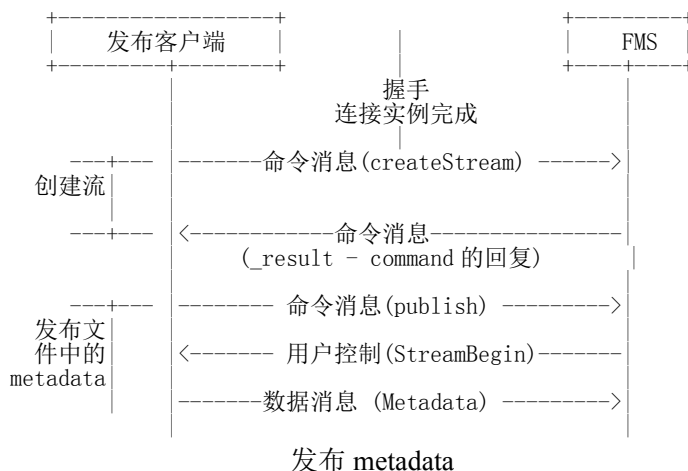 发布客户端 FMS
握手
连接实例完成
---+--- -------命令消息(createStream) ------>
创建流
---+--- <---------- 命令消息----------------
(_result - command 的回复)
---+--- ------- 命令消息(publish) --------->
发布文
件中的 <------- 用户控制(StreamBegin)-------
metadata
---+--- -------数据消息 (Metadata) --------->
发布 metadata